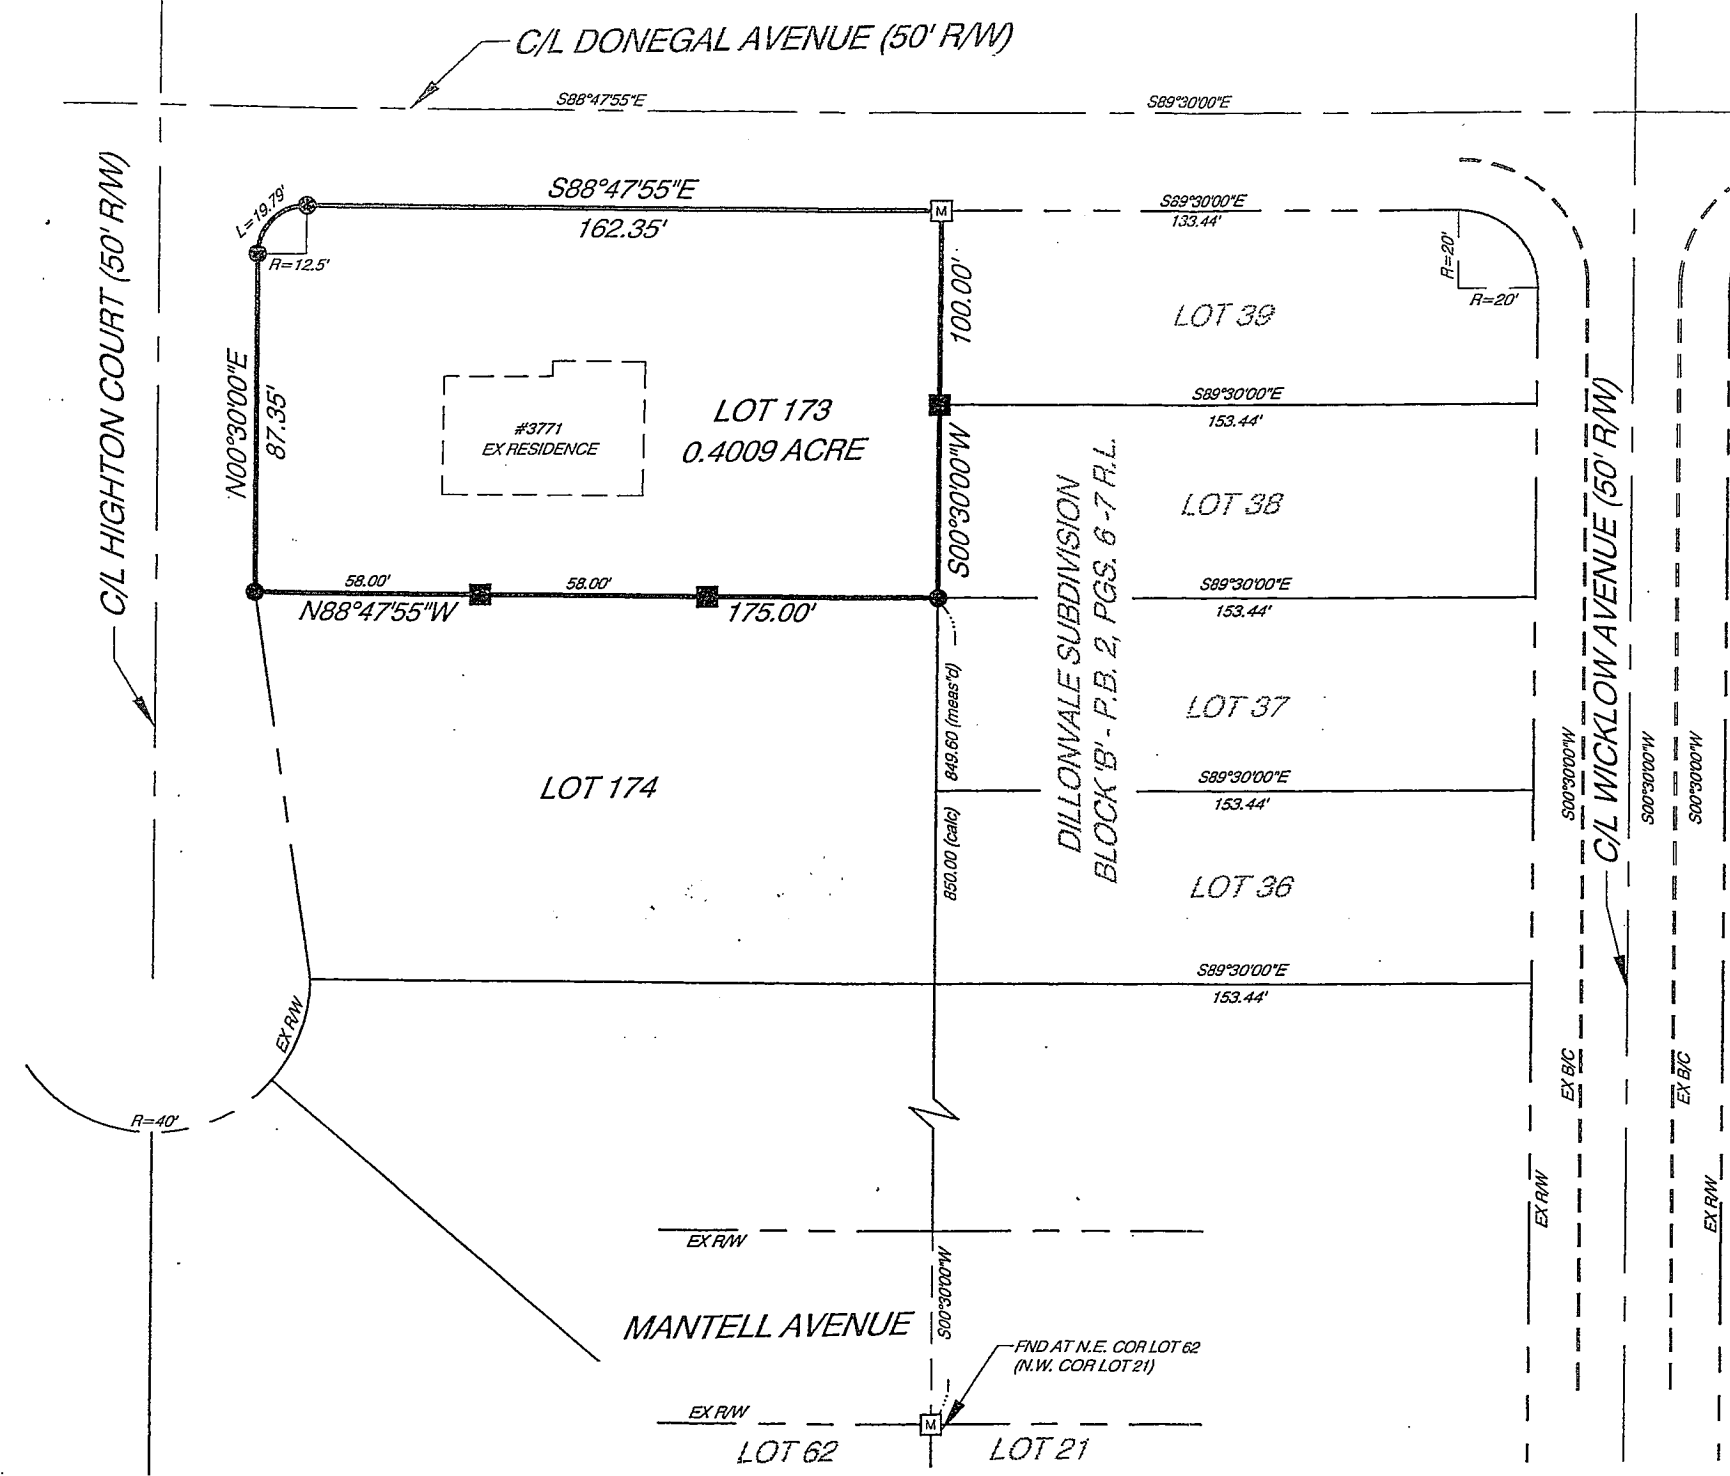 C/L DONEGAL AVENUE (50' R/W)
S88°47'55"E
S89°30'00"E
C/L HIGHTON COURT (50' R/W)
L=19.79'
R=12.5'
S88°47'55"E
162.35'
M
S89°30'00"E
133.44'
R=20'
R=20'
N00°30'00"E
87.35'
100.00'
S00°30'00"W
#3771
EX RESIDENCE
LOT 173
0.4009 ACRE
LOT 39
S89°30'00"E
153.44'
LOT 38
58.00'
58.00'
N88°47'55"W
175.00'
S89°30'00"E
153.44'
DILLONVALE SUBDIVISION
BLOCK 'B' - P.B. 2, PGS. 6 -7 R.L.
C/L WICKLOW AVENUE (50' R/W)
849.60 (meas'd)
850.00 (calc)
LOT 37
LOT 174
S89°30'00"E
153.44'
S00°30'00"W
S00°30'00"W
S00°30'00"W
LOT 36
S89°30'00"E
153.44'
EX R/W
R=40'
EX B/C
EX B/C
EX R/W
EX R/W
EX R/W
S00°30'00"W
MANTELL AVENUE
FND AT N.E. COR LOT 62
(N.W. COR LOT 21)
EX R/W
M
LOT 62
LOT 21